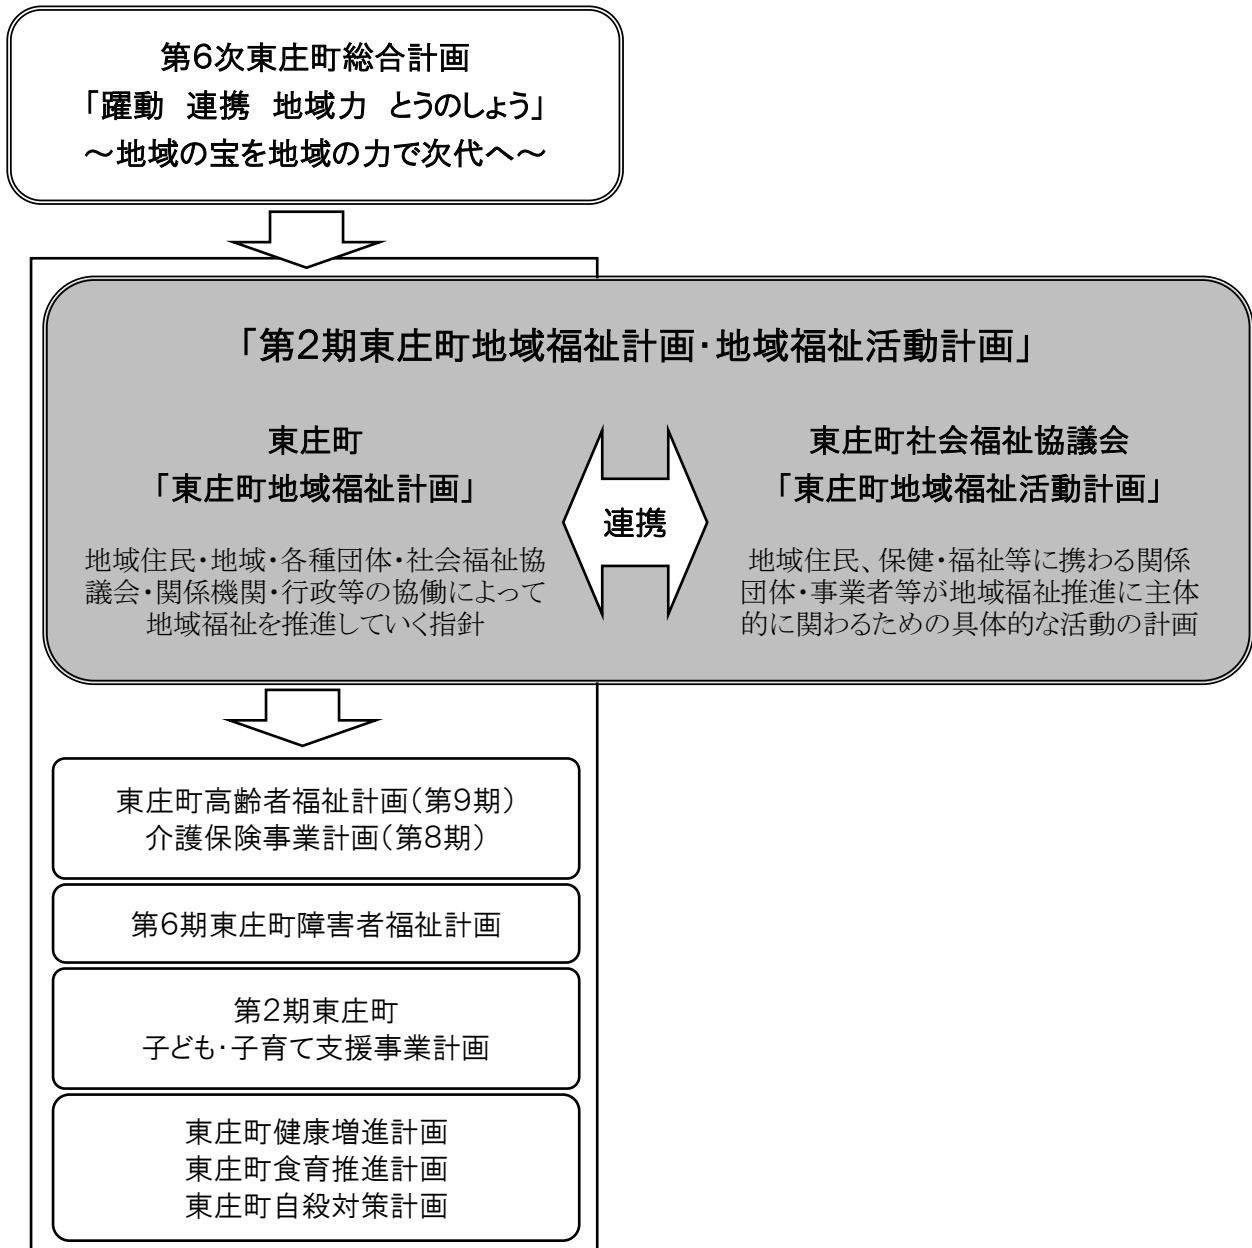 第6次東庄町総合計画
「躍動 連携 地域力 とうのしょう」
～地域の宝を地域の力で次代へ～
「第2期東庄町地域福祉計画・地域福祉活動計画」
東庄町
「東庄町地域福祉計画」
地域住民・地域・各種団体・社会福祉協
議会・関係機関・行政等の協働によって
地域福祉を推進していく指針
連携
東庄町社会福祉協議会
「東庄町地域福祉活動計画」
地域住民、保健・福祉等に携わる関係
団体・事業者等が地域福祉推進に主体
的に関わるための具体的な活動の計画
東庄町高齢者福祉計画（第9期）
介護保険事業計画（第8期）
第6期東庄町障害者福祉計画
第2期東庄町
子ども・子育て支援事業計画
東庄町健康増進計画
東庄町食育推進計画
東庄町自殺対策計画